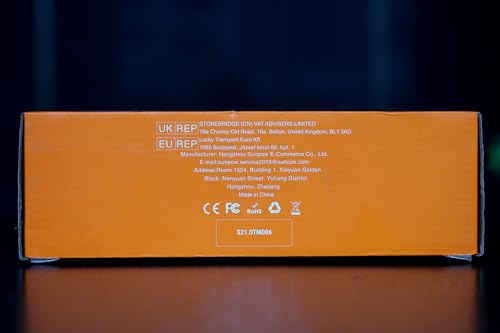 UK REP STONEBRIDGE (CN) VAT ADVISERS LIMITED
19a Chorley Old Road, 19a, Bolton, United Kingdom, BL1 3AD
EU REP Lucky Transport Euro Kft
1085 Budapest, József körút 69, fszt. 1
Manufacturer: Hangzhou Sunpow E-Commerce Co., Ltd.
E-mail:sunpow.service2019@outlook.com
Address:Room 1524, Building 1, Xinyuan Golden
Block, Nanyuan Street, Yuhang District,
Hangzhou, Zhejiang
Made in China
CE FC RoHS
S21.OTMD06